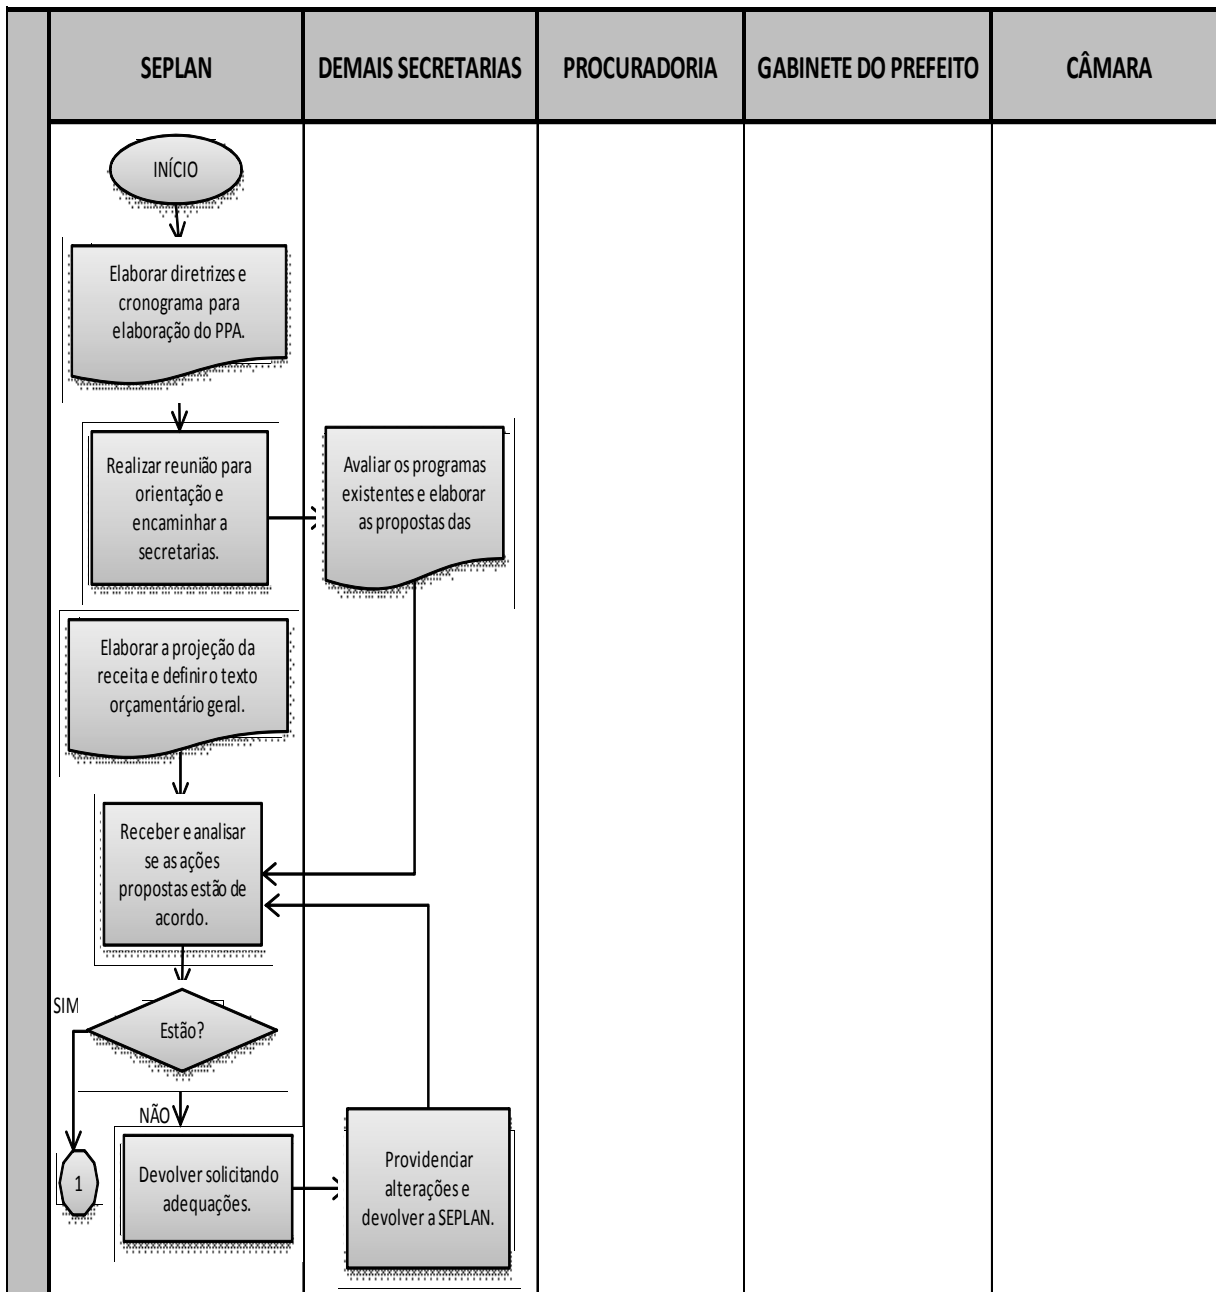 SEPLAN
DEMAIS SECRETARIAS
PROCURADORIA
GABINETE DO PREFEITO
CÂMARA
INÍCIO
Elaborar diretrizes e
cronograma para
elaboração do PPA.
Realizar reunião para
orientação e
encaminhar a
secretarias.
Avaliar os programas
existentes e elaborar
as propostas das
Elaborar a projeção da
receita e definir o texto
orçamentário geral.
Receber e analisar
se as ações
propostas estão de
acordo.
SIM
Estão?
NÃO
1
Devolver solicitando
adequações.
Providenciar
alterações e
devolver a SEPLAN.